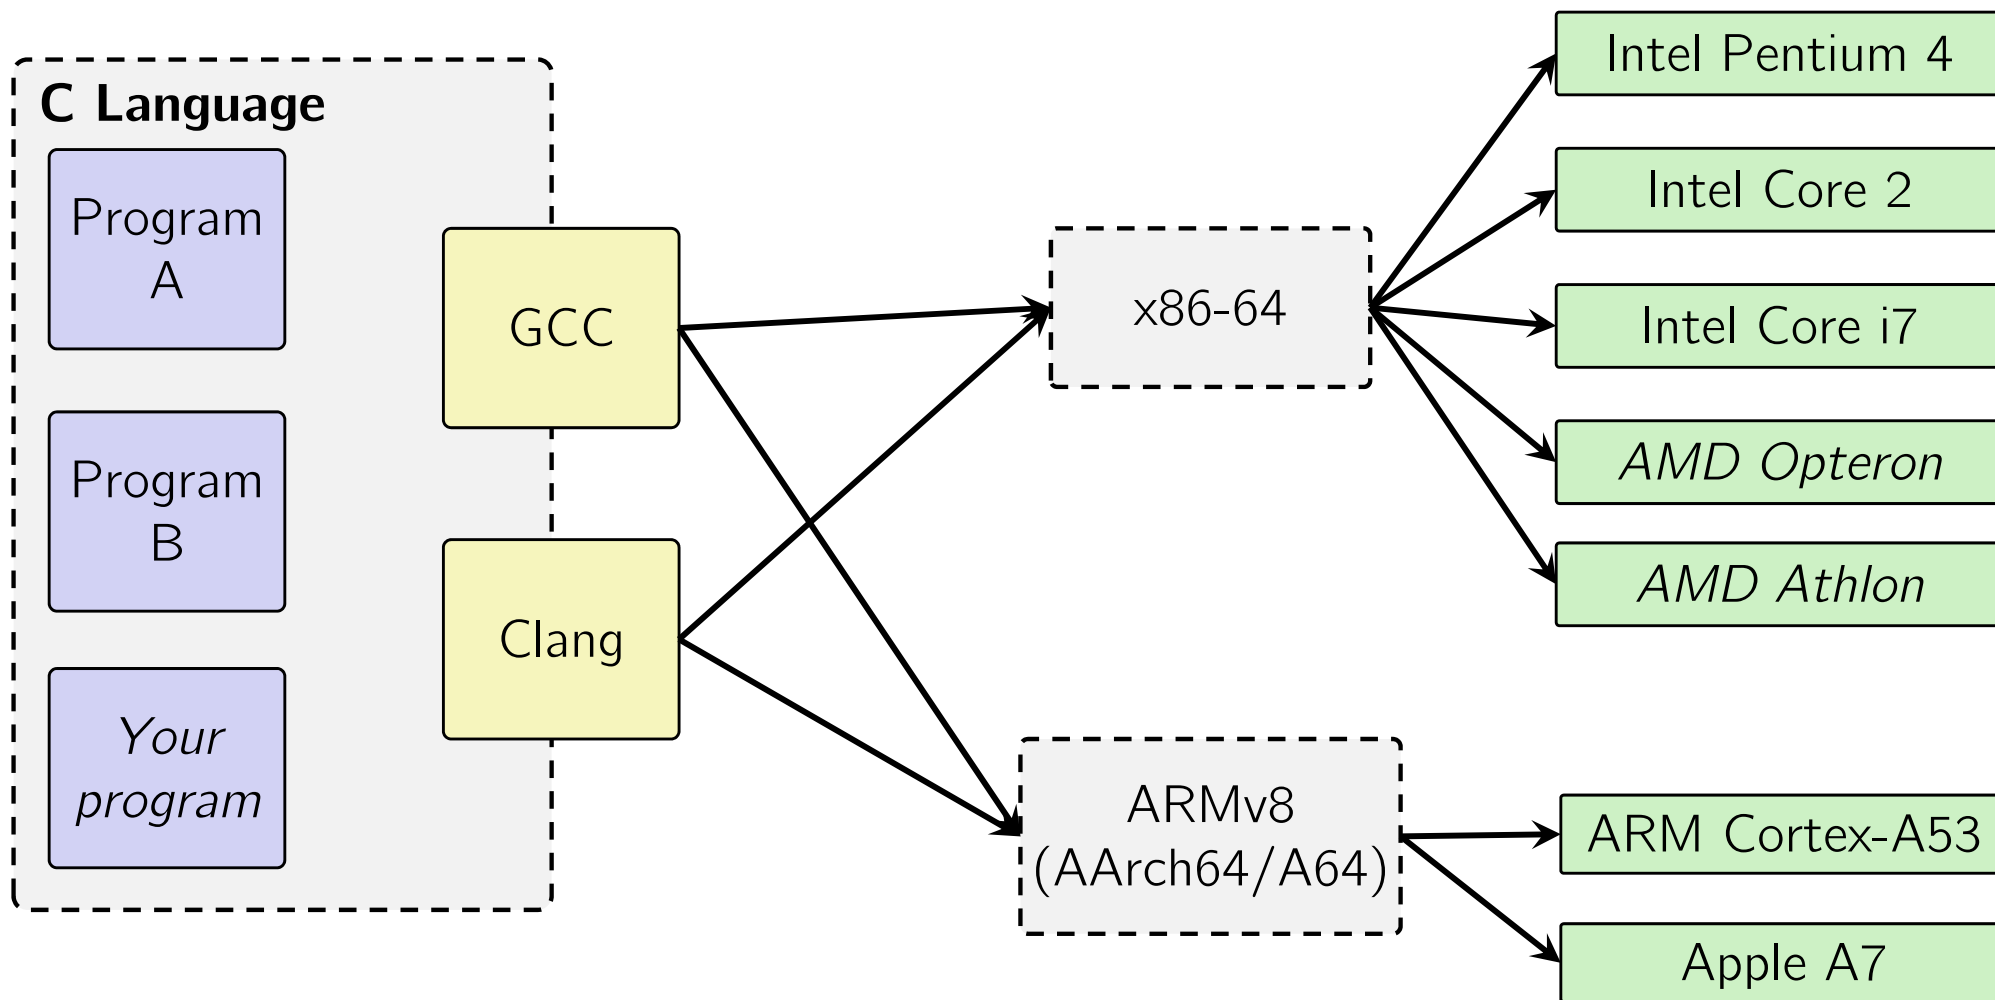 C Language
Program
A
Program
B
Your
program
GCC
Clang
x86-64
ARMv8
(AArch64/A64)
Intel Pentium 4
Intel Core 2
Intel Core i7
AMD Opteron
AMD Athlon
ARM Cortex-A53
Apple A7